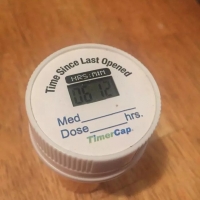 Time Since Last Opened
HRS:MIN
Med
Dose hrs.
TimerCap.